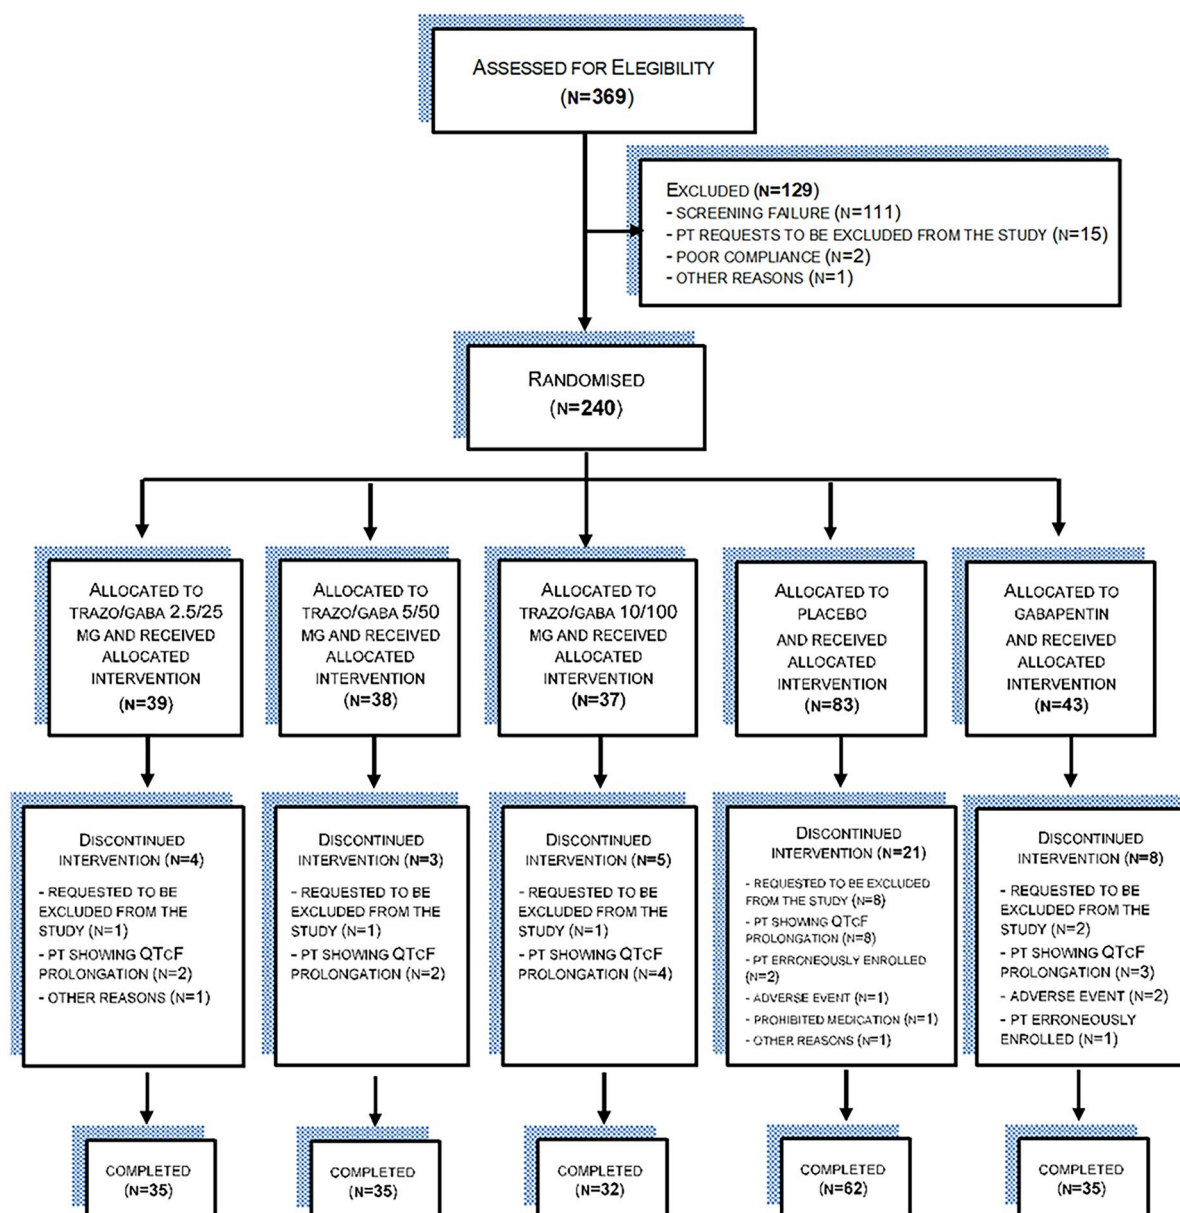 ASSESSED FOR ELEGIBILITY
(N=369)
EXCLUDED (N=129)
- SCREENING FAILURE (N=111)
- PT REQUESTS TO BE EXCLUDED FROM THE STUDY (N=15)
- POOR COMPLIANCE (N=2)
- OTHER REASONS (N=1)
RANDOMISED
(N=240)
ALLOCATED TO
TRAZO/GABA 2.5/25
MG AND RECEIVED
ALLOCATED
INTERVENTION
(N=39)
ALLOCATED TO
TRAZO/GABA 5/50
MG AND RECEIVED
ALLOCATED
INTERVENTION
(N=38)
ALLOCATED TO
TRAZO/GABA 10/100
MG AND RECEIVED
ALLOCATED
INTERVENTION
(N=37)
ALLOCATED TO
PLACEBO
AND RECEIVED
ALLOCATED
INTERVENTION
(N=83)
ALLOCATED TO
GABAPENTIN
AND RECEIVED
ALLOCATED
INTERVENTION
(N=43)
DISCONTINUED
INTERVENTION (N=4)
- REQUESTED TO BE
EXCLUDED FROM THE
STUDY (N=1)
- PT SHOWING QTCF
PROLONGATION (N=2)
- OTHER REASONS (N=1)
DISCONTINUED
INTERVENTION (N=3)
- REQUESTED TO BE
EXCLUDED FROM THE
STUDY (N=1)
- PT SHOWING QTCF
PROLONGATION (N=2)
DISCONTINUED
INTERVENTION (N=5)
- REQUESTED TO BE
EXCLUDED FROM THE
STUDY (N=1)
- PT SHOWING QTCF
PROLONGATION (N=4)
DISCONTINUED
INTERVENTION (N=21)
- REQUESTED TO BE EXCLUDED
FROM THE STUDY (N=8)
- PT SHOWING QTCF
PROLONGATION (N=8)
- PT ERRONEOUSLY ENROLLED
(N=2)
- ADVERSE EVENT (N=1)
- PROHIBITED MEDICATION (N=1)
- OTHER REASONS (N=1)
DISCONTINUED
INTERVENTION (N=8)
- REQUESTED TO BE
EXCLUDED FROM THE
STUDY (N=2)
- PT SHOWING QTCF
PROLONGATION (N=3)
- ADVERSE EVENT (N=2)
- PT ERRONEOUSLY
ENROLLED (N=1)
COMPLETED
(N=35)
COMPLETED
(N=35)
COMPLETED
(N=32)
COMPLETED
(N=62)
COMPLETED
(N=35)